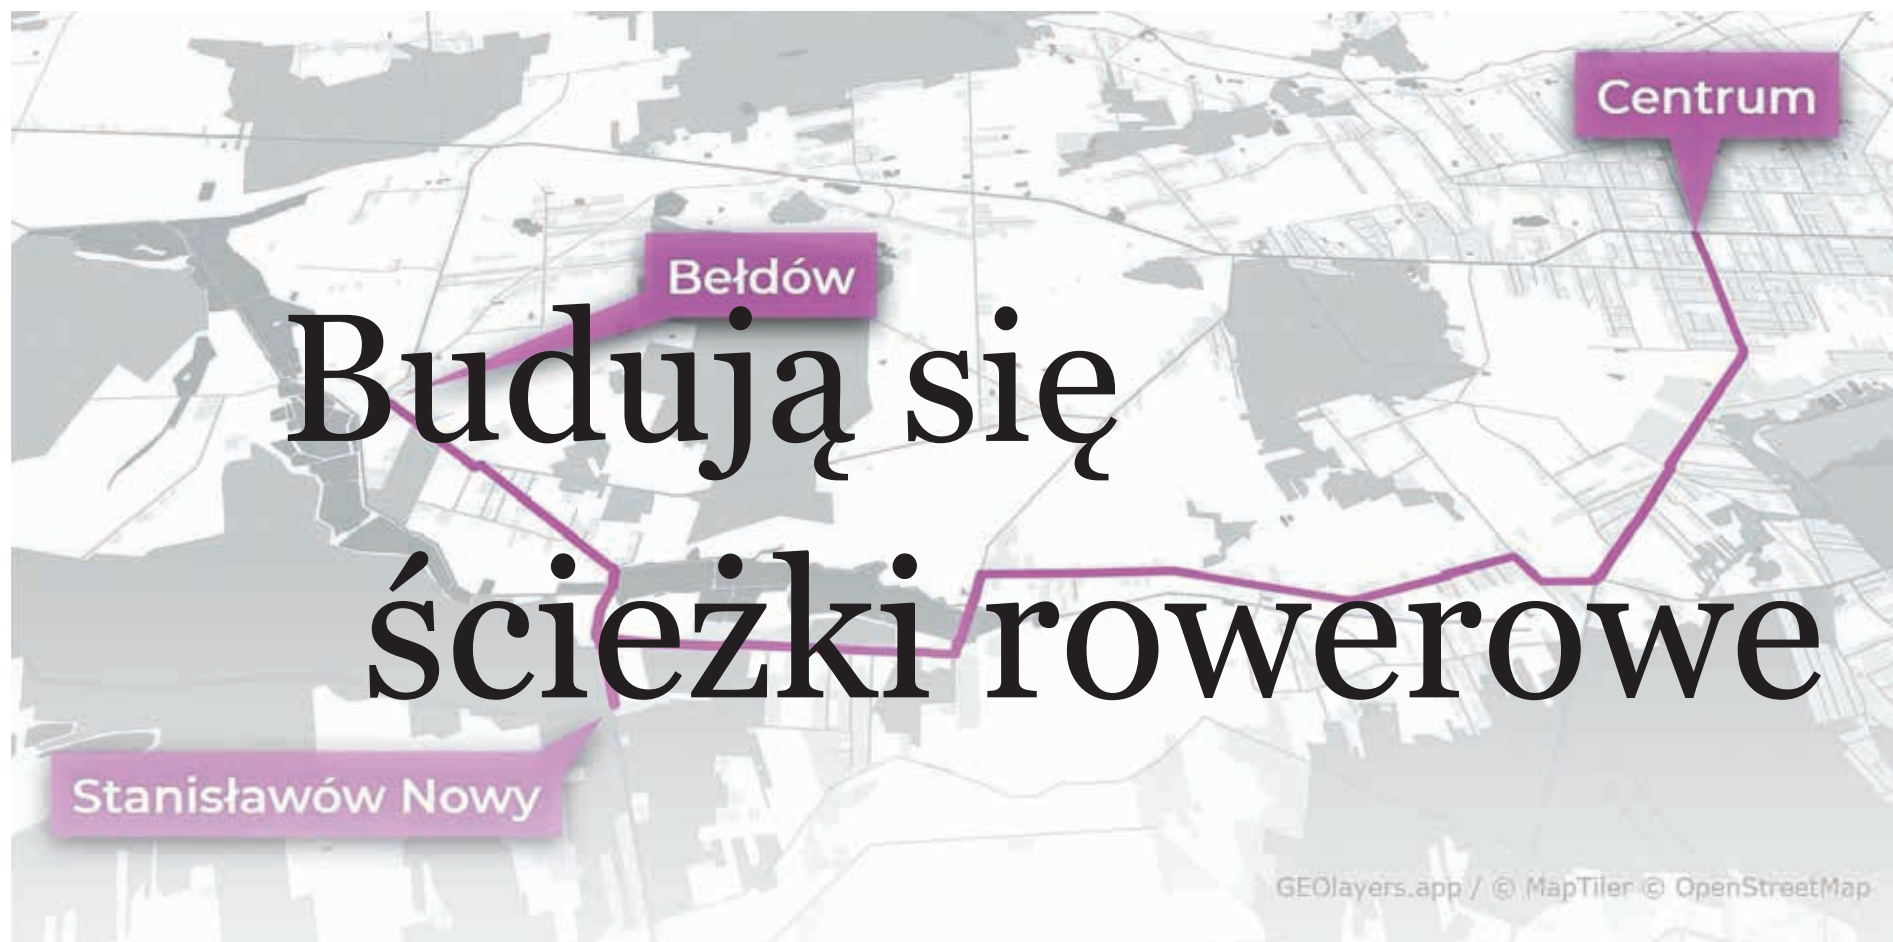 Centrum
Bełdów
Budują się
ścieżki rowerowe
Stanisławów Nowy
GEOlayers.app / © MapTiler © OpenStreetMap